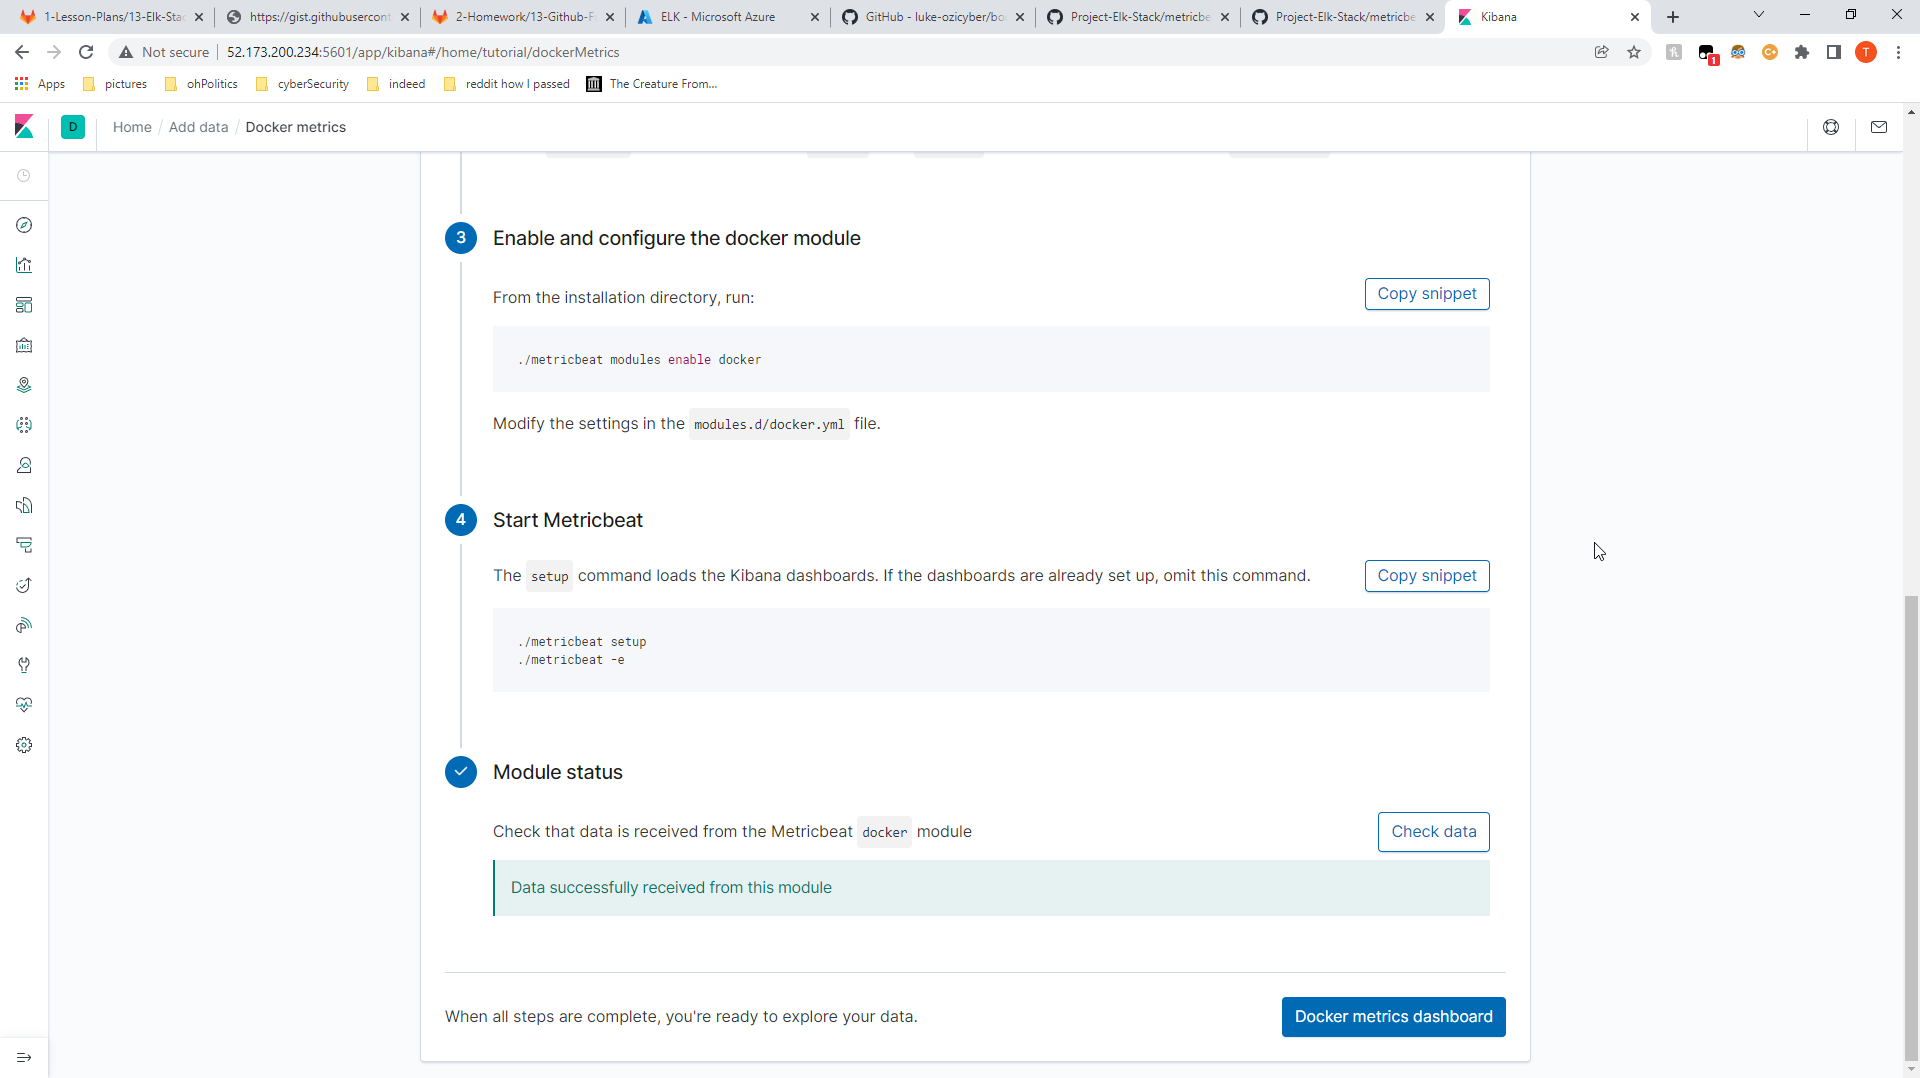 1-Lesson-Plans/13-Elk-Stac
https://gist.githubusercont
2-Homework/13-Github-F
ELK - Microsoft Azure
GitHub - luke-ozicyber/bo
Project-Elk-Stack/metricbe
Project-Elk-Stack/metricbe
Kibana
Not secure
52.173.200.234:5601/app/kibana#/home/tutorial/dockerMetrics
1
T
Apps
pictures
ohPolitics
cyberSecurity
indeed
reddit how I passed
The Creature From...
D
Home / Add data / Docker metrics
3
Enable and configure the docker module
From the installation directory, run:
Copy snippet
./metricbeat modules enable docker
Modify the settings in the modules.d/docker.yml file.
4
Start Metricbeat
The setup command loads the Kibana dashboards. If the dashboards are already set up, omit this command.
Copy snippet
./metricbeat setup
./metricbeat -e
Module status
Check that data is received from the Metricbeat docker module
Check data
Data successfully received from this module
When all steps are complete, you're ready to explore your data.
Docker metrics dashboard